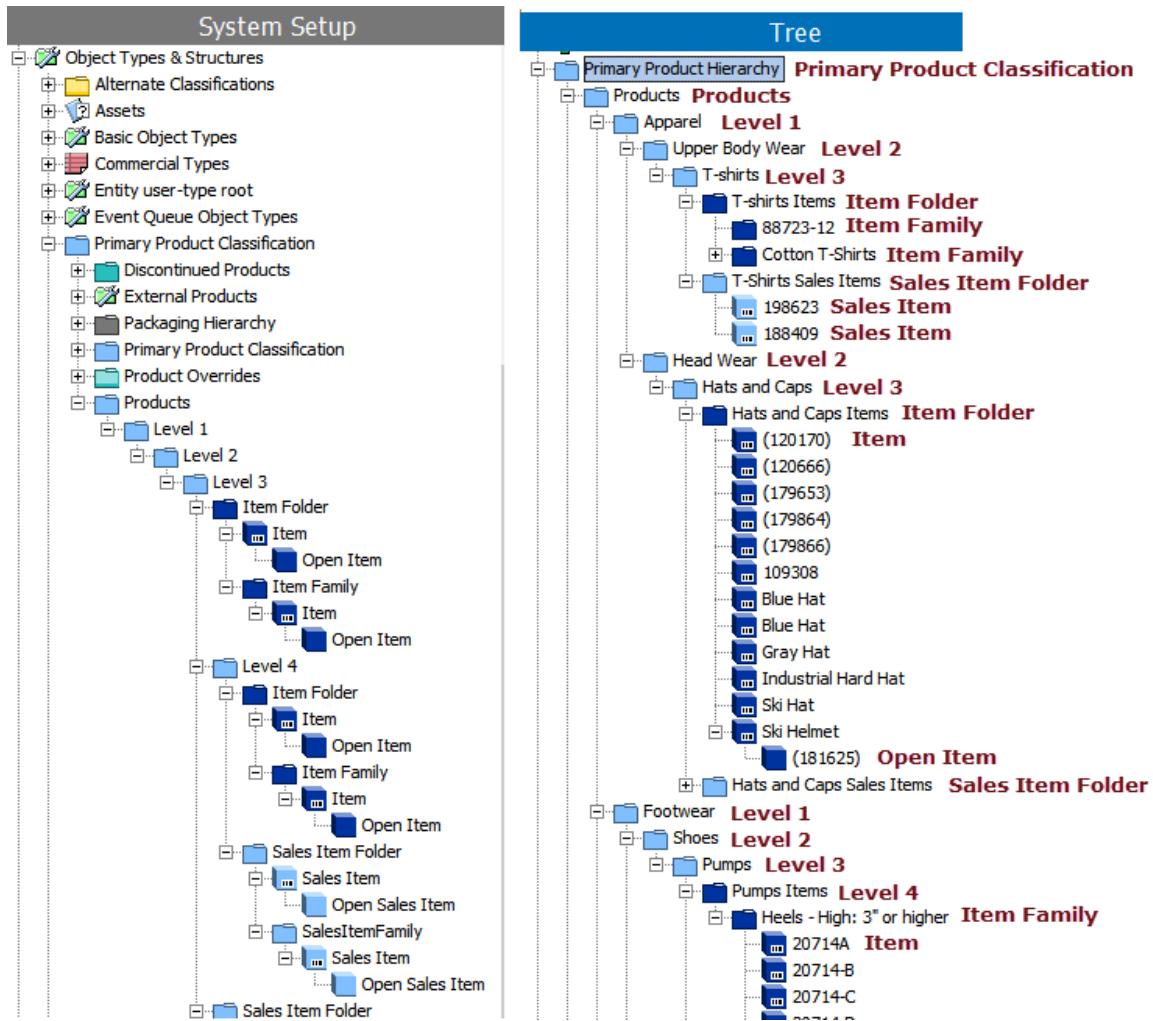 System Setup
Object Types & Structures
Alternate Classifications
Assets
Basic Object Types
Commercial Types
Entity user-type root
Event Queue Object Types
Primary Product Classification
Discontinued Products
External Products
Packaging Hierarchy
Primary Product Classification
Product Overrides
Products
Level 1
Level 2
Level 3
Item Folder
Item
Open Item
Item Family
Item
Open Item
Level 4
Item Folder
Item
Open Item
Item Family
Item
Open Item
Sales Item Folder
Sales Item
Open Sales Item
SalesItemFamily
Sales Item
Open Sales Item
Sales Item Folder
Tree
Primary Product Hierarchy Primary Product Classification
Products Products
Apparel Level 1
Upper Body Wear Level 2
T-shirts Level 3
T-shirts Items Item Folder
88723-12 Item Family
Cotton T-Shirts Item Family
T-Shirts Sales Items Sales Item Folder
198623 Sales Item
188409 Sales Item
Head Wear Level 2
Hats and Caps Level 3
Hats and Caps Items Item Folder
(120170) Item
(120666)
(179653)
(179864)
(179866)
109308
Blue Hat
Blue Hat
Gray Hat
Industrial Hard Hat
Ski Hat
Ski Helmet
(181625) Open Item
Hats and Caps Sales Items Sales Item Folder
Footwear Level 1
Shoes Level 2
Pumps Level 3
Pumps Items Level 4
Heels - High: 3" or higher Item Family
20714A Item
20714-B
20714-C